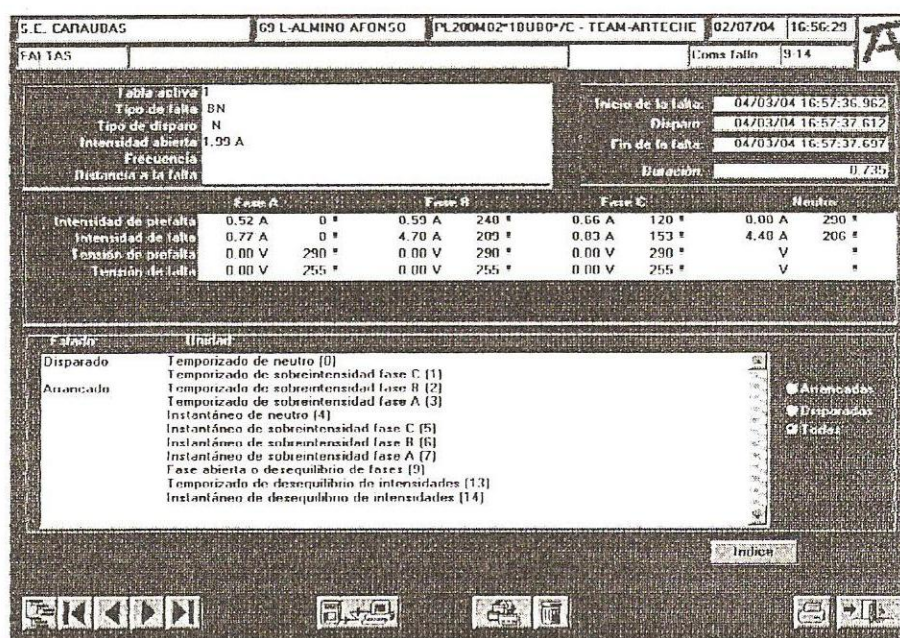 S.E. CARAUBAS 69 L-ALMINO AFONSO PL200M02*1BUB0*/C - TEAM-ARTECHE 02/07/04 16:56:29
FALTAS Coms fallo 9-14
Tabla activa 1
Tipo de falta BN
Tipo de disparo N
Intensidad abierta 1.99 A
Frecuencia
Distancia a la falta
Inicio de la falta: 04/03/04 16:57:36.962
Disparo: 04/03/04 16:57:37.612
Fin de la falta: 04/03/04 16:57:37.697
Duración: 0.735
Fase A Fase B Fase C Neutro
Intensidad de prefalta 0.52 A 0 º 0.59 A 240 º 0.66 A 120 º 0.00 A 290 º
Intensidad de falta 0.77 A 0 º 4.70 A 209 º 0.83 A 153 º 4.40 A 206 º
Tensión de prefalta 0.00 V 290 º 0.00 V 290 º 0.00 V 290 º V º
Tensión de falta 0.00 V 255 º 0.00 V 255 º 0.00 V 255 º V º
Estado Unidad
Disparado Temporizado de neutro (0)
Temporizado de sobreintensidad fase C (1)
Arrancado Temporizado de sobreintensidad fase B (2)
Temporizado de sobreintensidad fase A (3)
Instantáneo de neutro (4)
Instantáneo de sobreintensidad fase C (5)
Instantáneo de sobreintensidad fase B (6)
Instantáneo de sobreintensidad fase A (7)
Fase abierta o desequilibrio de fases (9)
Temporizado de desequilibrio de intensidades (13)
Instantáneo de desequilibrio de intensidades (14)
Arrancadas
Disparadas
Todas
Indice